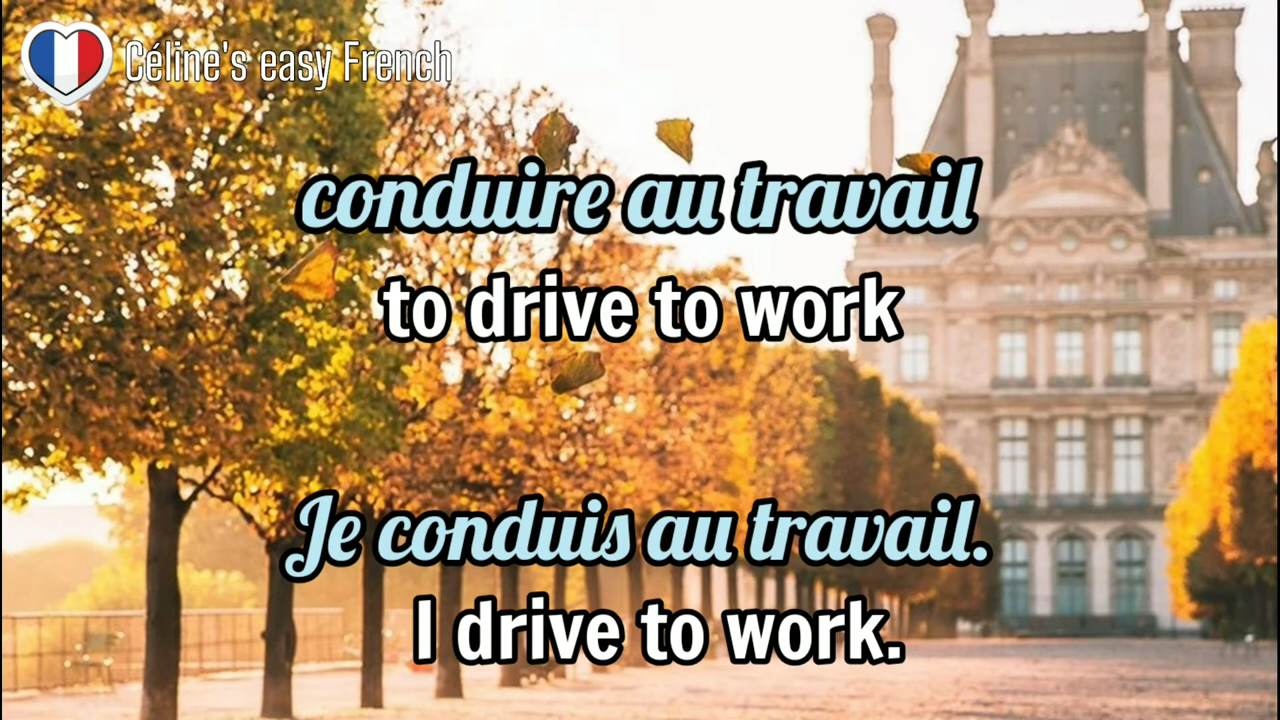 Céline's easy French
conduire au travail
to drive to work
Je conduis au travail.
I drive to work.